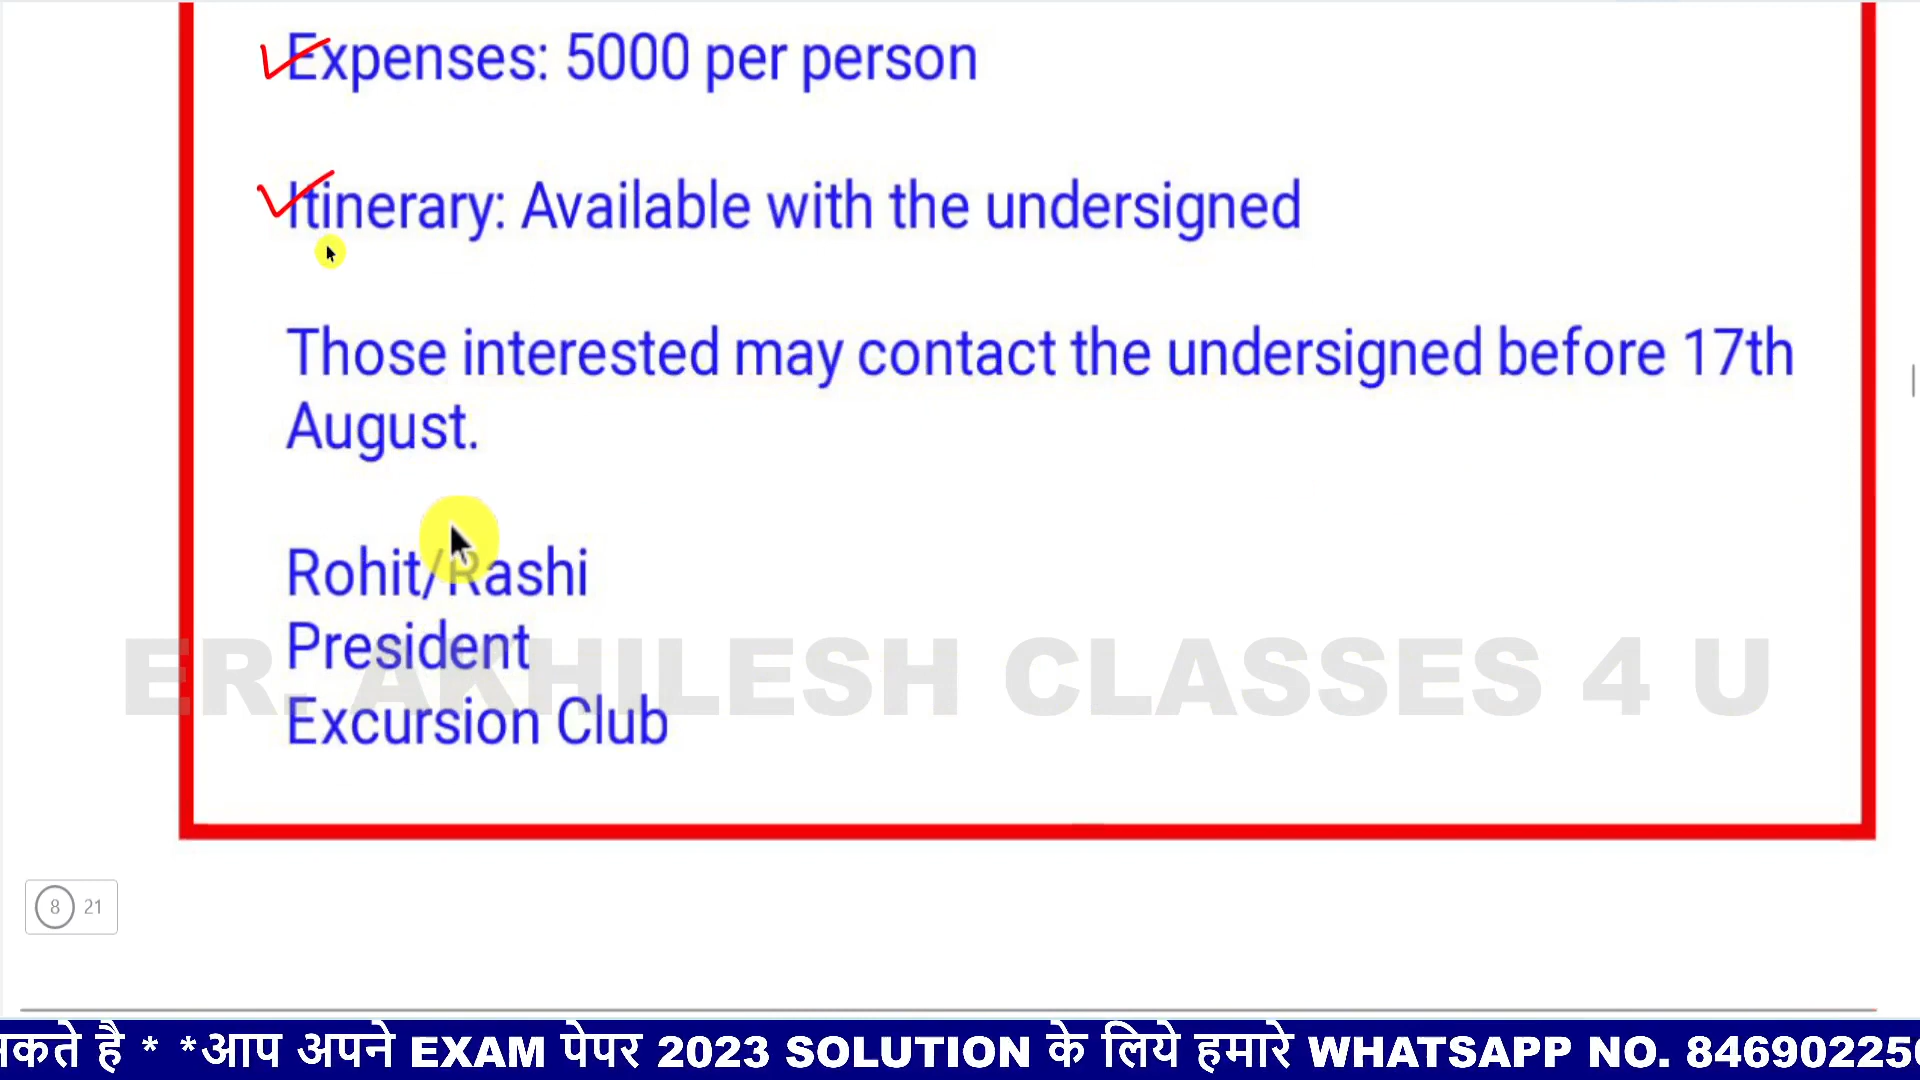 Expenses: 5000 per person
Itinerary: Available with the undersigned
Those interested may contact the undersigned before 17th
August.
Rohit/Rashi
President
ER. AKHILESH CLASSES 4 U
Excursion Club
8 21
सकते है * *आप अपने EXAM पेपर 2023 SOLUTION के लिये हमारे WHATSAPP NO. 846902250